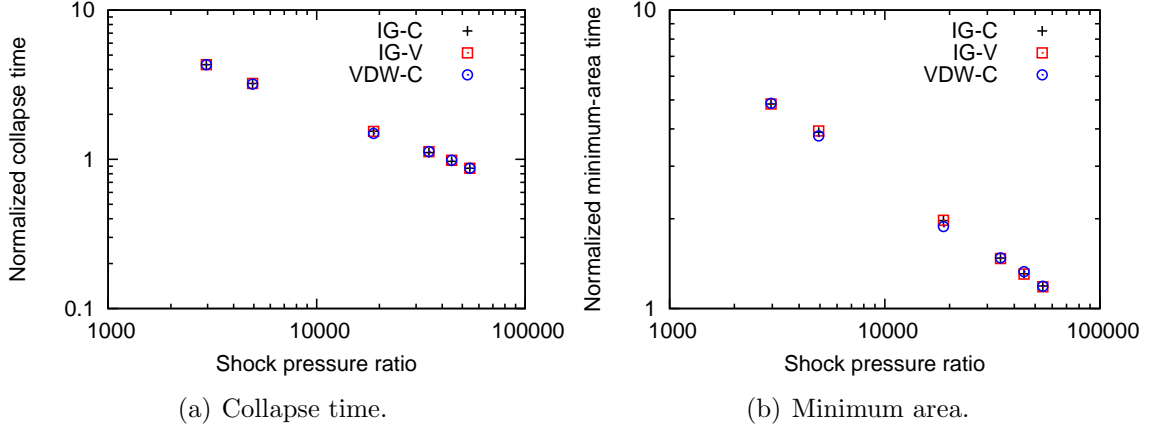 10
1
0.1
1000
10000
100000
Normalized collapse time
Shock pressure ratio
IG-C
IG-V
VDW-C
(a) Collapse time.
10
1
1000
10000
100000
Normalized minimum-area time
Shock pressure ratio
IG-C
IG-V
VDW-C
(b) Minimum area.